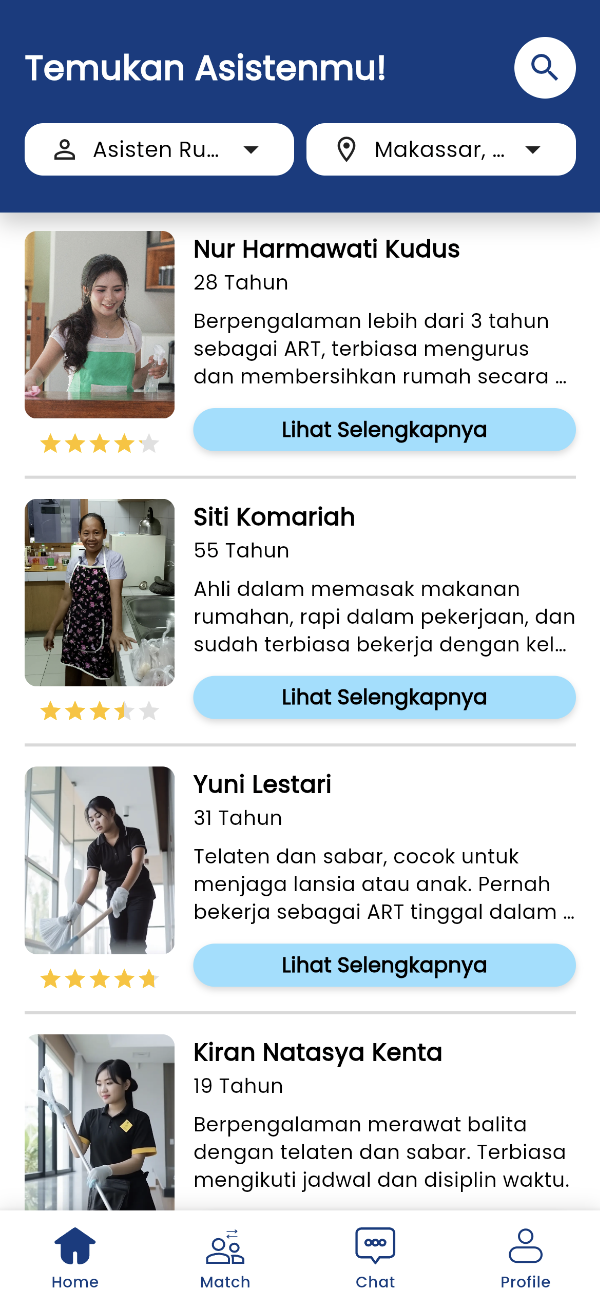 Temukan Asistenmu!
Asisten Ru...
Makassar, ...
Nur Harmawati Kudus
28 Tahun
Berpengalaman lebih dari 3 tahun
sebagai ART, terbiasa mengurus
dan membersihkan rumah secara ...
Lihat Selengkapnya
Siti Komariah
55 Tahun
Ahli dalam memasak makanan
rumahan, rapi dalam pekerjaan, dan
sudah terbiasa bekerja dengan kel...
Lihat Selengkapnya
Yuni Lestari
31 Tahun
Telaten dan sabar, cocok untuk
menjaga lansia atau anak. Pernah
bekerja sebagai ART tinggal dalam ...
Lihat Selengkapnya
Kiran Natasya Kenta
19 Tahun
Berpengalaman merawat balita
dengan telaten dan sabar. Terbiasa
mengikuti jadwal dan disiplin waktu.
Home
Match
Chat
Profile